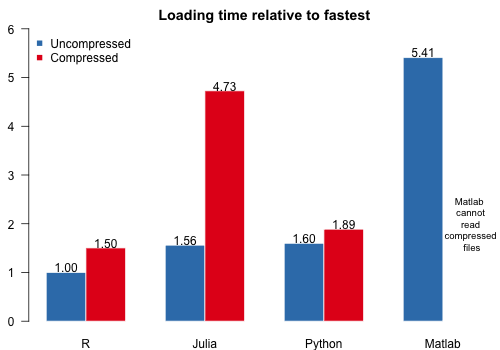 Loading time relative to fastest
Uncompressed
Compressed
6
5
4
3
2
1
0
1.00
1.50
1.56
4.73
1.60
1.89
5.41
Matlab
cannot
read
compressed
files
R
Julia
Python
Matlab